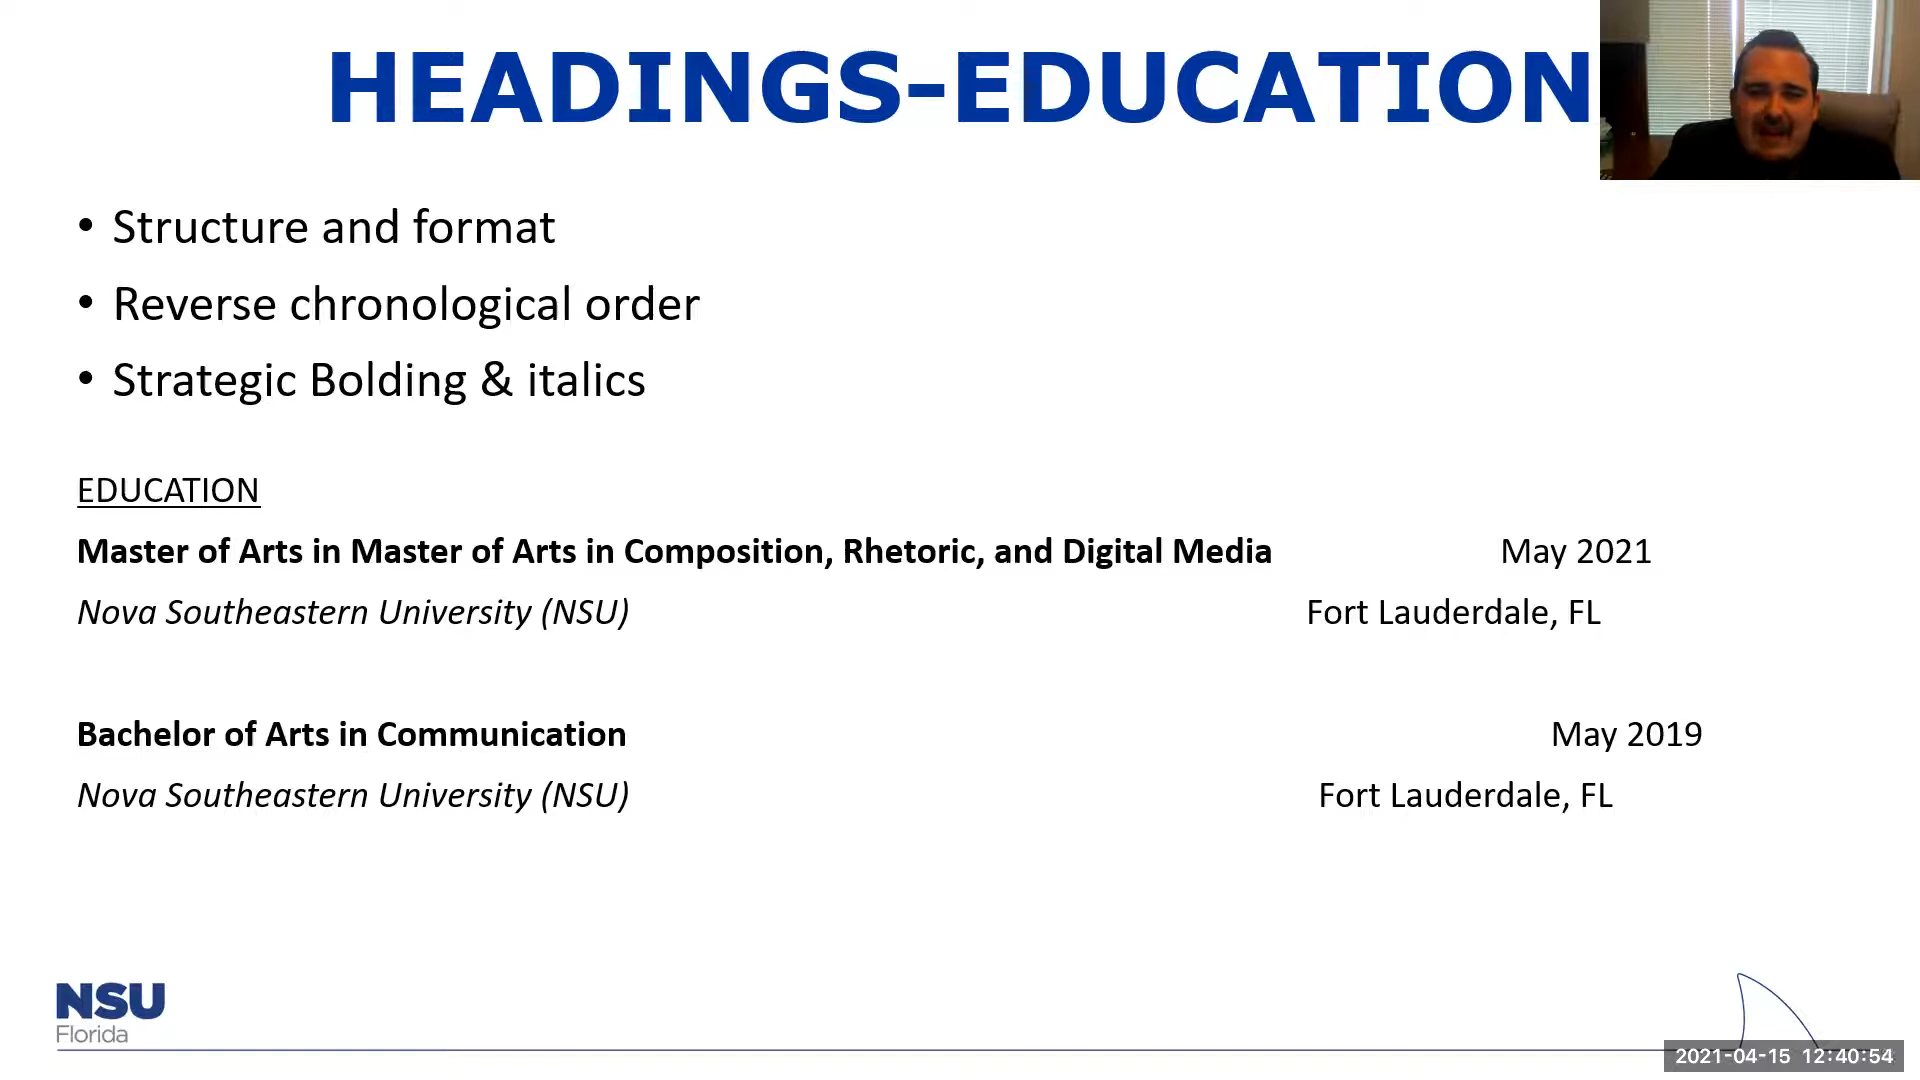 HEADINGS-EDUCATION
• Structure and format
• Reverse chronological order
• Strategic Bolding & italics
EDUCATION
Master of Arts in Master of Arts in Composition, Rhetoric, and Digital Media May 2021
Nova Southeastern University (NSU) Fort Lauderdale, FL
Bachelor of Arts in Communication May 2019
Nova Southeastern University (NSU) Fort Lauderdale, FL
NSU
Florida
2021-04-15 12:40:54